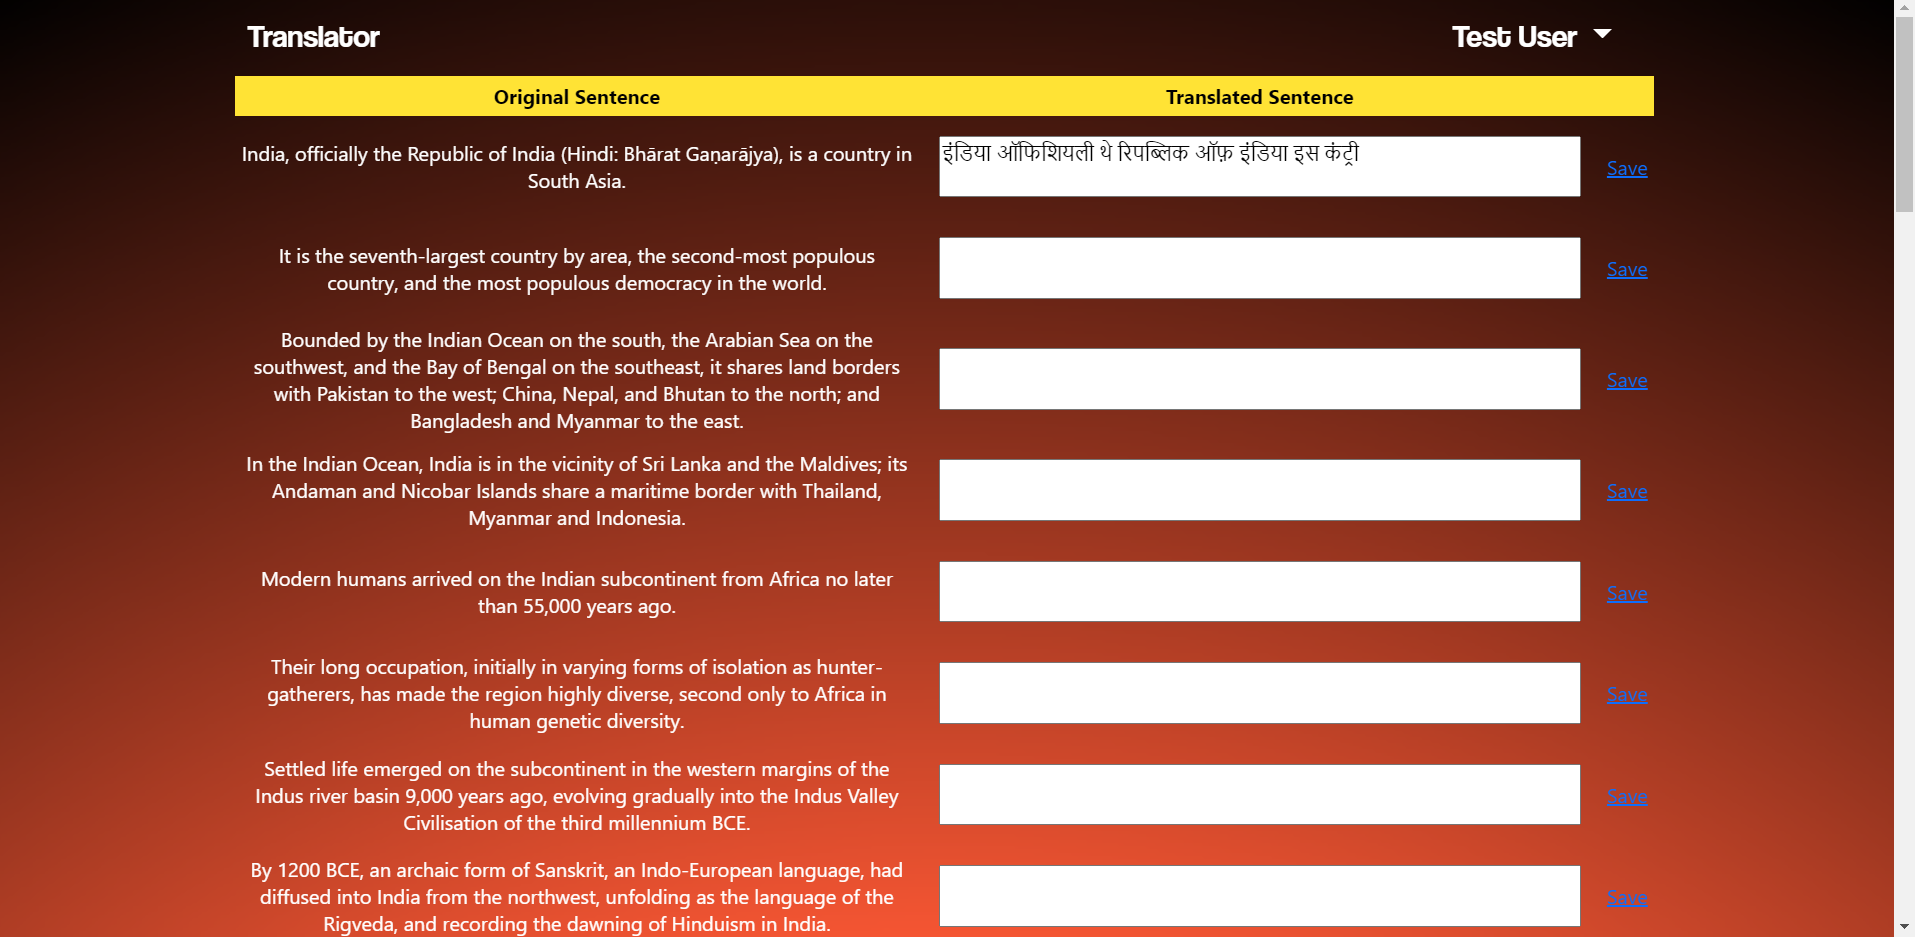 Translator
Test User
Original Sentence
Translated Sentence
India, officially the Republic of India (Hindi: Bhārat Gaṇarājya), is a country in
South Asia.
इंडिया ऑफिशियली थे रिपब्लिक ऑफ़ इंडिया इस कंट्री
Save
It is the seventh-largest country by area, the second-most populous
country, and the most populous democracy in the world.
Save
Bounded by the Indian Ocean on the south, the Arabian Sea on the
southwest, and the Bay of Bengal on the southeast, it shares land borders
with Pakistan to the west; China, Nepal, and Bhutan to the north; and
Bangladesh and Myanmar to the east.
Save
In the Indian Ocean, India is in the vicinity of Sri Lanka and the Maldives; its
Andaman and Nicobar Islands share a maritime border with Thailand,
Myanmar and Indonesia.
Save
Modern humans arrived on the Indian subcontinent from Africa no later
than 55,000 years ago.
Save
Their long occupation, initially in varying forms of isolation as hunter-
gatherers, has made the region highly diverse, second only to Africa in
human genetic diversity.
Save
Settled life emerged on the subcontinent in the western margins of the
Indus river basin 9,000 years ago, evolving gradually into the Indus Valley
Civilisation of the third millennium BCE.
Save
By 1200 BCE, an archaic form of Sanskrit, an Indo-European language, had
diffused into India from the northwest, unfolding as the language of the
Rigveda, and recording the dawning of Hinduism in India.
Save